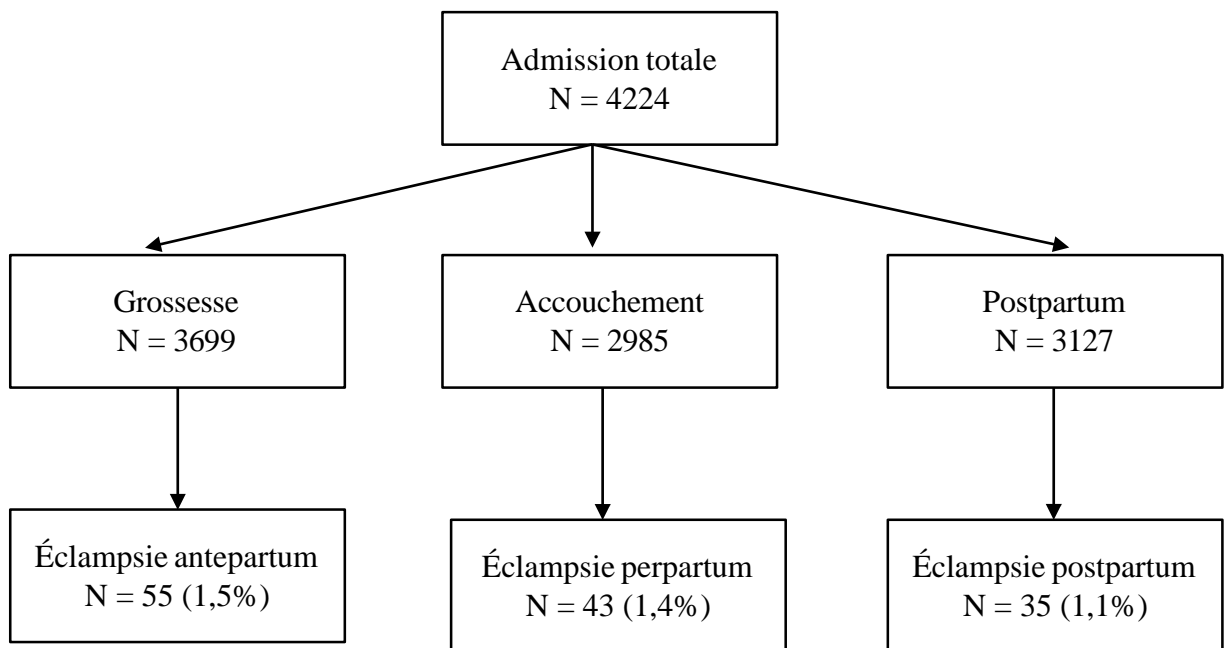 Admission totale
N = 4224
Grossesse
N = 3699
Accouchement
N = 2985
Postpartum
N = 3127
Éclampsie antepartum
N = 55 (1,5%)
Éclampsie perpartum
N = 43 (1,4%)
Éclampsie postpartum
N = 35 (1,1%)